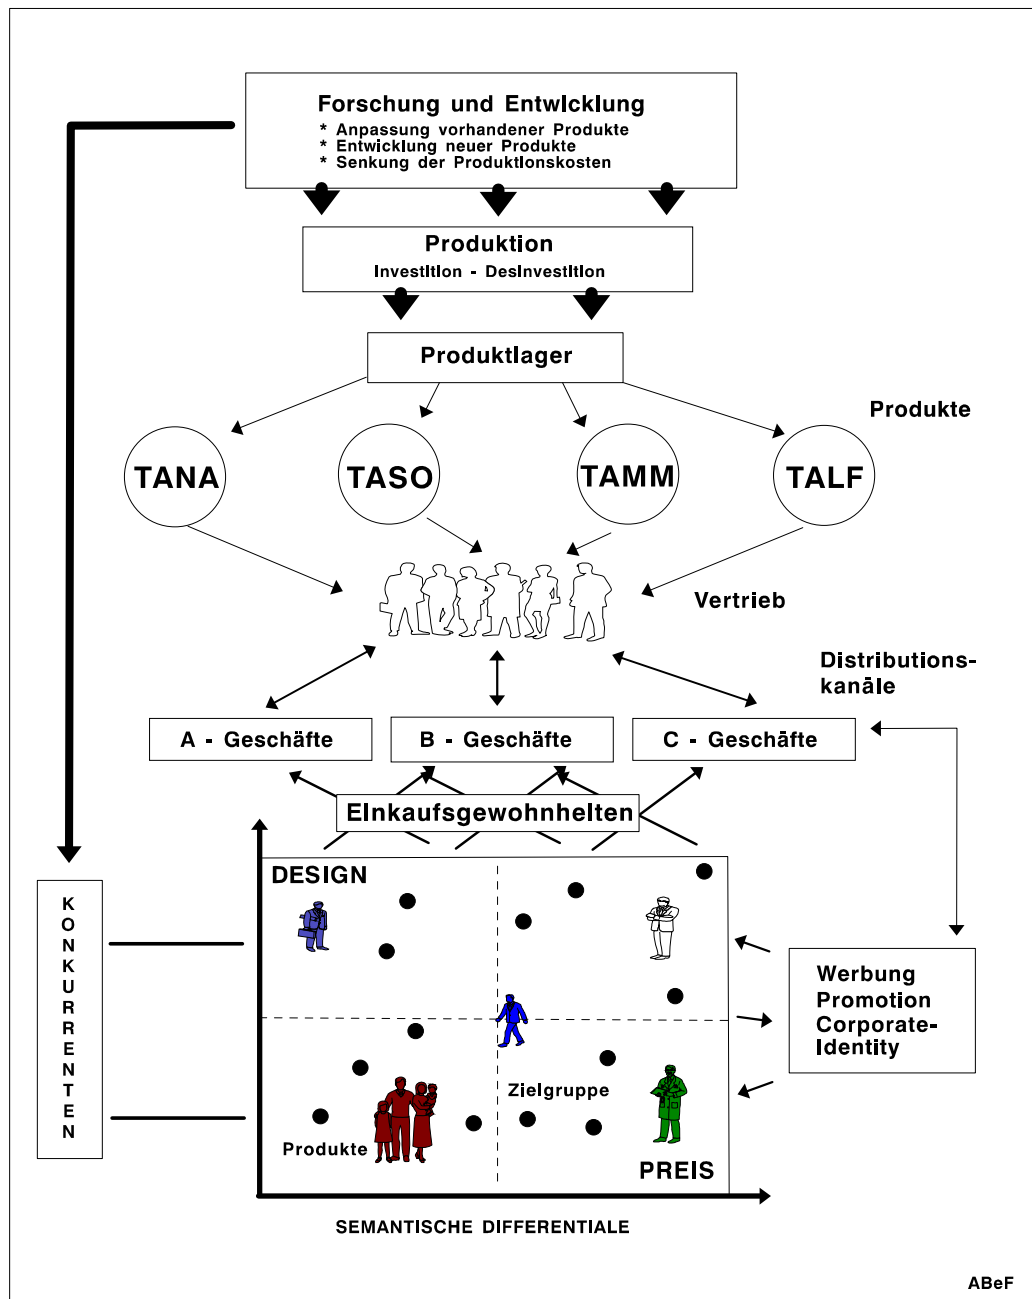 Forschung und Entwicklung
* Anpassung vorhandener Produkte
* Entwicklung neuer Produkte
* Senkung der Produktionskosten
Produktion
Investition - Desinvestition
Produktlager
Produkte
TANA
TASO
TAMM
TALF
Vertrieb
Distributions-
kanäle
A - Geschäfte
B - Geschäfte
C - Geschäfte
Einkaufsgewohnheiten
DESIGN
KONKURRENTEN
Werbung
Promotion
Corporate-
Identity
Zielgruppe
Produkte
PREIS
SEMANTISCHE DIFFERENTIALE
ABeF